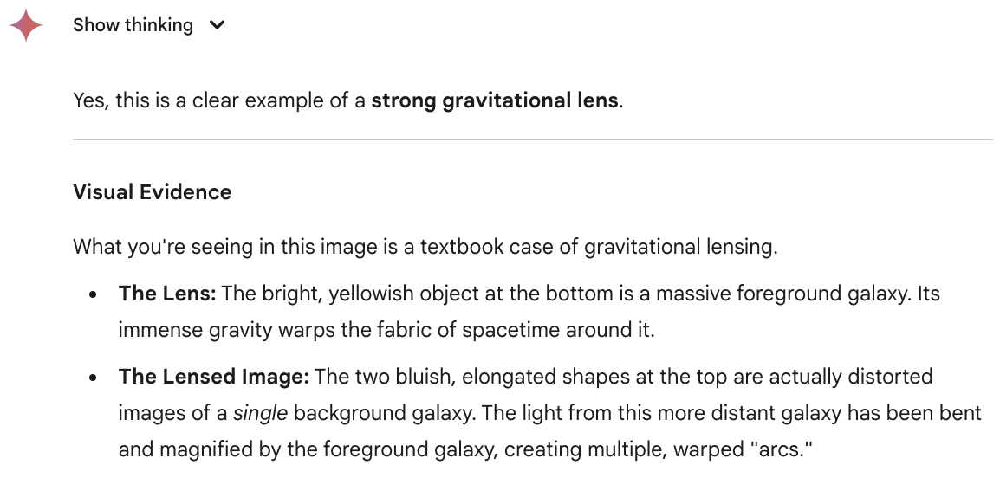 Show thinking
Yes, this is a clear example of a strong gravitational lens.
Visual Evidence
What you're seeing in this image is a textbook case of gravitational lensing.
• The Lens: The bright, yellowish object at the bottom is a massive foreground galaxy. Its
immense gravity warps the fabric of spacetime around it.
• The Lensed Image: The two bluish, elongated shapes at the top are actually distorted
images of a single background galaxy. The light from this more distant galaxy has been bent
and magnified by the foreground galaxy, creating multiple, warped "arcs."